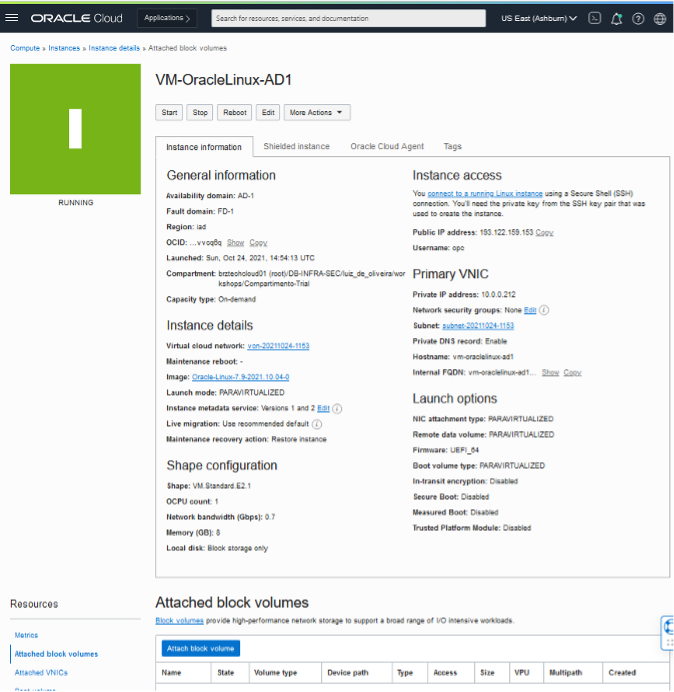 ORACLE Cloud
Applications >
Search for resources, services, and documentation
US East (Ashburn)
Compute » Instances » Instance details » Attached block volumes
VM-OracleLinux-AD1
Start Stop Reboot Edit More Actions
RUNNING
Instance information Shielded instance Oracle Cloud Agent Tags
General information
Availability domain: AD-1
Fault domain: FD-1
Region: iad
OCID: ...vvoq6q Show Copy
Launched: Sun, Oct 24, 2021, 14:54:13 UTC
Compartment: brztechcloud01 (root)/DB-INFRA-SEC/luiz_de_oliveira/wor
kshops/Compartimento-Trial
Capacity type: On-demand
Instance details
Virtual cloud network: vcn-20211024-1153
Maintenance reboot: -
Image: Oracle-Linux-7.9-2021.10.04-0
Launch mode: PARAVIRTUALIZED
Instance metadata service: Versions 1 and 2 Edit
Live migration: Use recommended default
Maintenance recovery action: Restore instance
Shape configuration
Shape: VM.Standard.E2.1
OCPU count: 1
Network bandwidth (Gbps): 0.7
Memory (GB): 8
Local disk: Block storage only
Instance access
You connect to a running Linux instance using a Secure Shell (SSH)
connection. You'll need the private key from the SSH key pair that was
used to create the instance.
Public IP address: 193.122.159.153 Copy
Username: opc
Primary VNIC
Private IP address: 10.0.0.212
Network security groups: None Edit
Subnet: subnet-20211024-1153
Private DNS record: Enable
Hostname: vm-oraclelinux-ad1
Internal FQDN: vm-oraclelinux-ad1... Show Copy
Launch options
NIC attachment type: PARAVIRTUALIZED
Remote data volume: PARAVIRTUALIZED
Firmware: UEFI_64
Boot volume type: PARAVIRTUALIZED
In-transit encryption: Disabled
Secure Boot: Disabled
Measured Boot: Disabled
Trusted Platform Module: Disabled
Resources
Metrics
Attached block volumes
Attached VNICs
Boot volume
Attached block volumes
Block volumes provide high-performance network storage to support a broad range of I/O intensive workloads.
Attach block volume
Name State Volume type Device path Type Access Size VPU Multipath Created